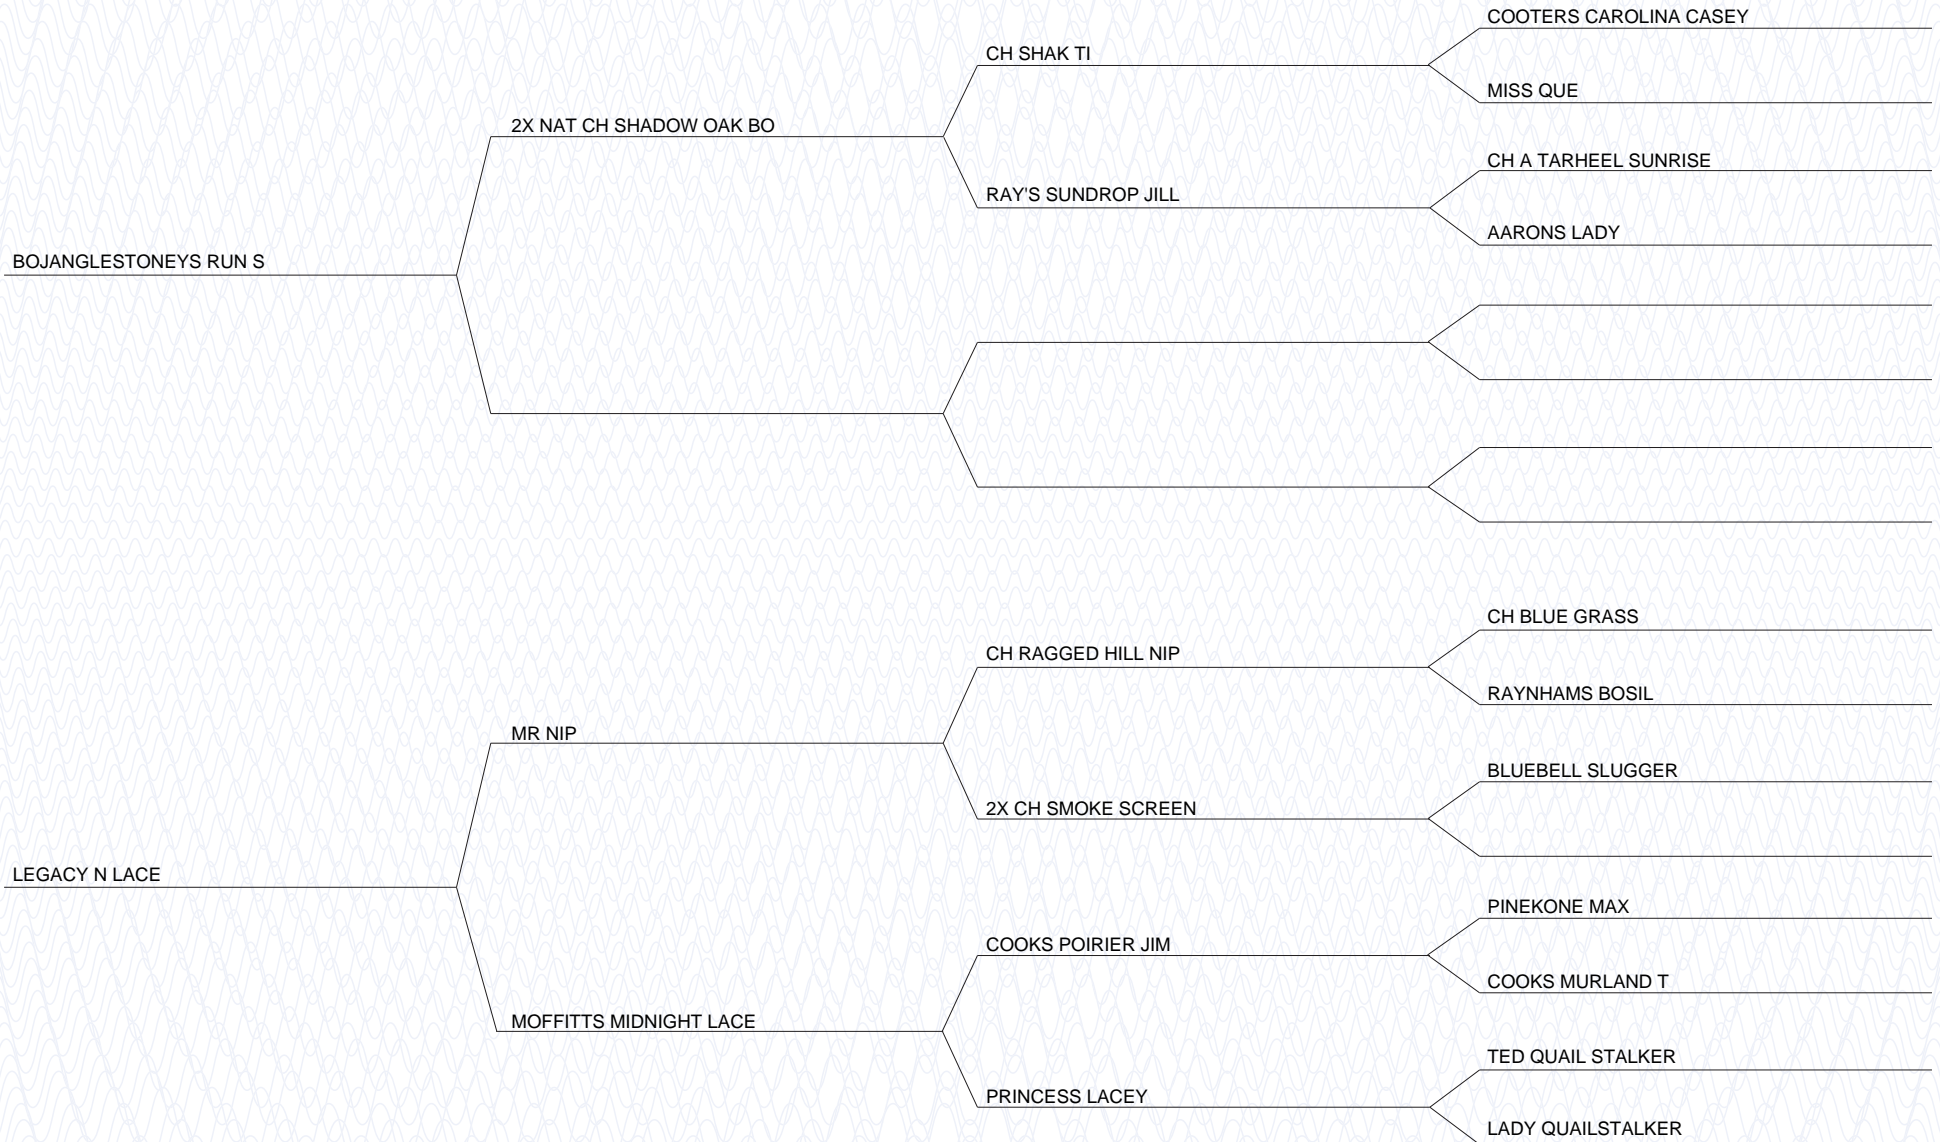 COOTERS CAROLINA CASEY
CH SHAK TI
MISS QUE
2X NAT CH SHADOW OAK BO
CH A TARHEEL SUNRISE
RAY'S SUNDROP JILL
AARONS LADY
BOJANGLESTONEYS RUN S
CH BLUE GRASS
CH RAGGED HILL NIP
RAYNHAMS BOSIL
MR NIP
BLUEBELL SLUGGER
2X CH SMOKE SCREEN
LEGACY N LACE
PINEKONE MAX
COOKS POIRIER JIM
COOKS MURLAND T
MOFFITTS MIDNIGHT LACE
TED QUAIL STALKER
PRINCESS LACEY
LADY QUAILSTALKER